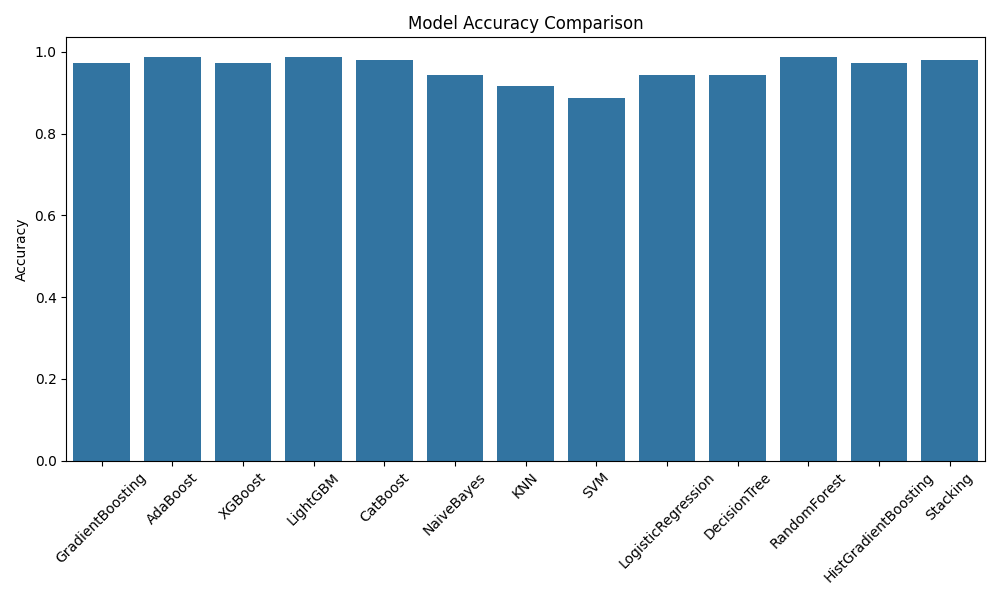 Model Accuracy Comparison
Accuracy
1.0
0.8
0.6
0.4
0.2
0.0
GradientBoosting
AdaBoost
XGBoost
LightGBM
CatBoost
NaiveBayes
KNN
SVM
LogisticRegression
DecisionTree
RandomForest
HistGradientBoosting
Stacking